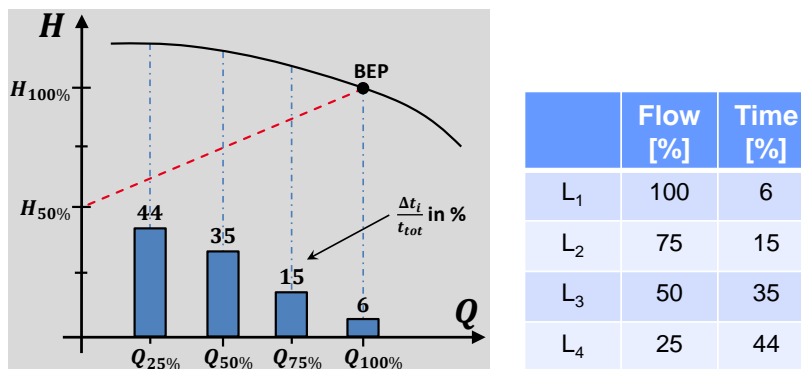 H
BEP
H100%
H50%
44
35
15
6
Δti/ttot in %
Q
Q25% Q50% Q75% Q100%
Flow [%] Time [%]
L1 100 6
L2 75 15
L3 50 35
L4 25 44